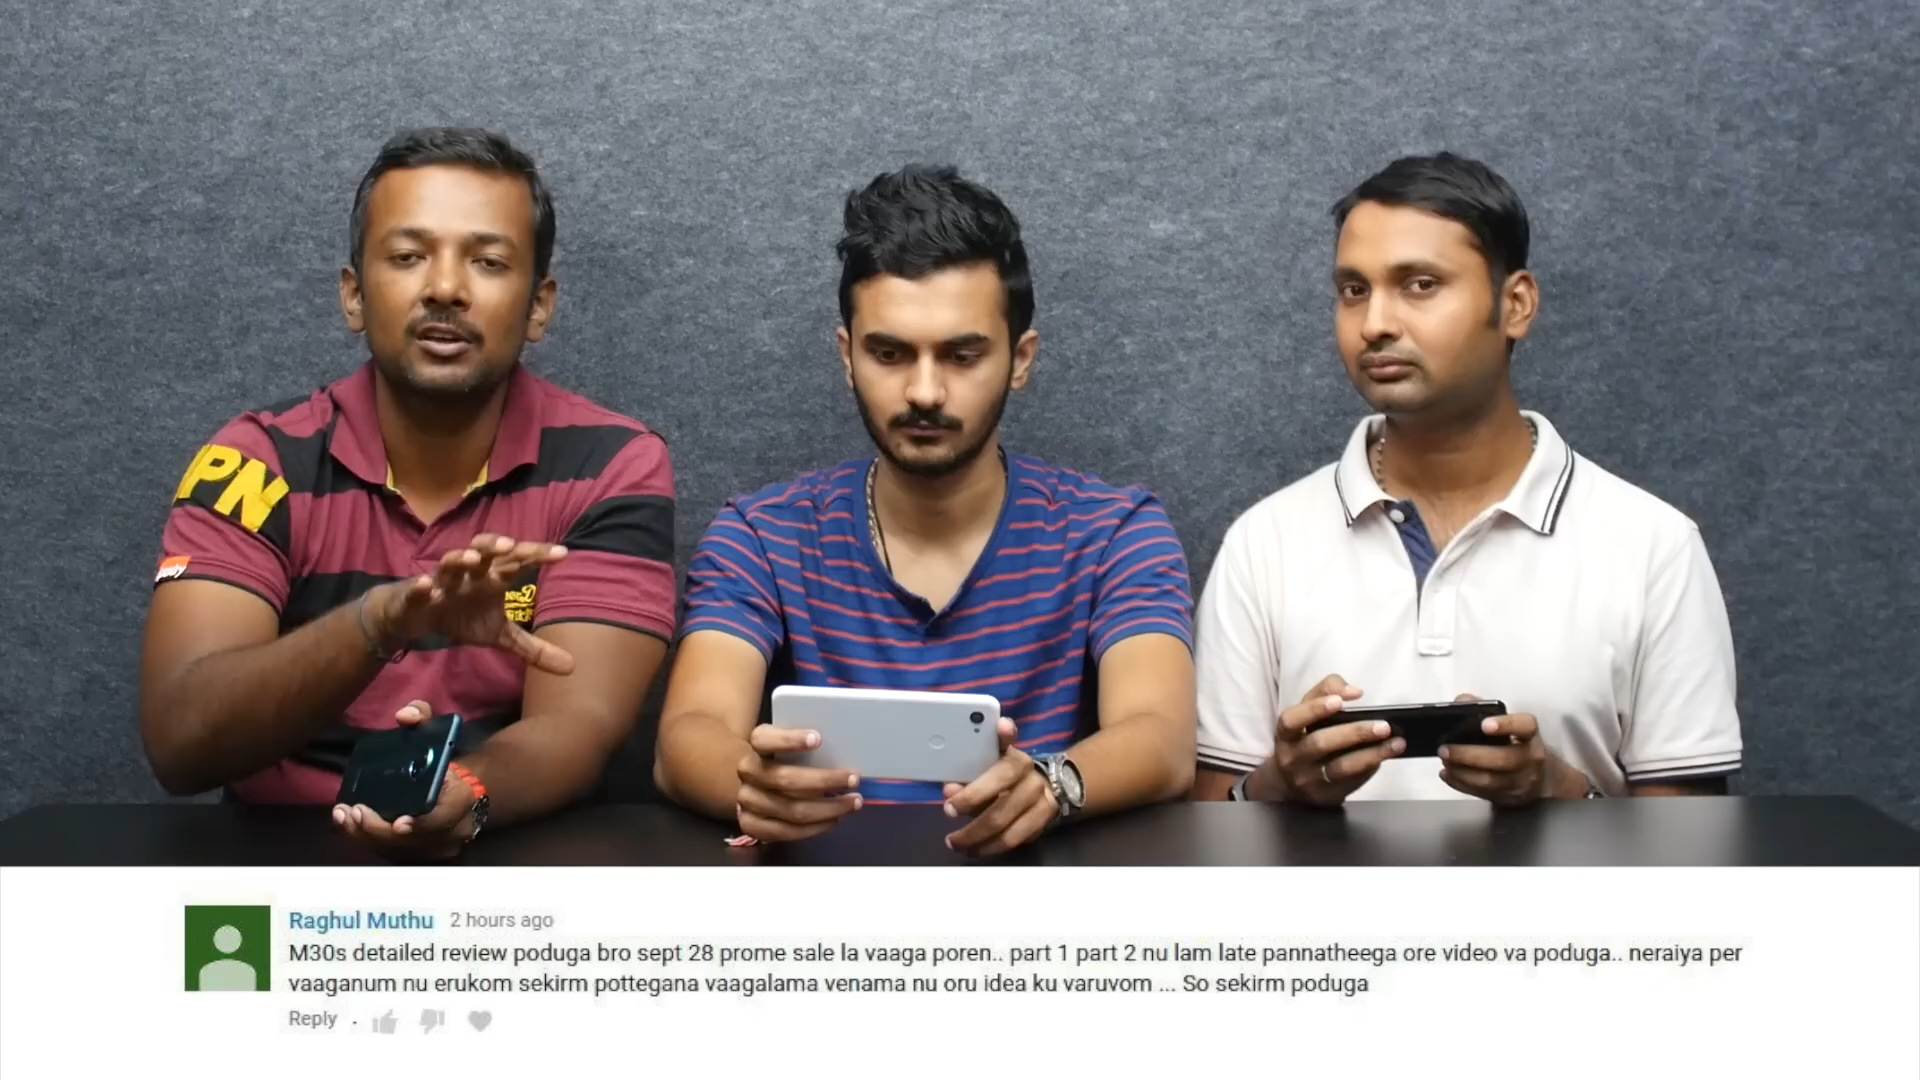 PN
Raghul Muthu 2 hours ago
M30s detailed review poduga bro sept 28 prome sale la vaaga poren.. part 1 part 2 nu lam late pannatheega ore video va poduga.. neraiya per
vaaganum nu erukom sekirm pottegana vaagalama venama nu oru idea ku varuvom ... So sekirm poduga
Reply .